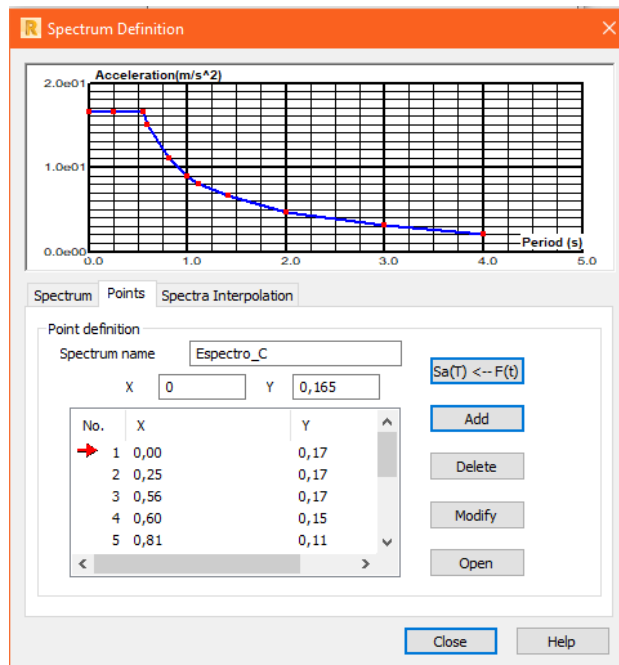 R Spectrum Definition
Acceleration(m/s^2)
2.0e01
1.0e01
0.0e00
Period (s)
0.0 1.0 2.0 3.0 4.0 5.0
Spectrum Points Spectra Interpolation
Point definition
Spectrum name Espectro_C
Sa(T) <-- F(t)
X 0 Y 0,165
Add
No. X Y
1 0,00 0,17
2 0,25 0,17
Delete
3 0,56 0,17
4 0,60 0,15
Modify
5 0,81 0,11
Open
Close Help